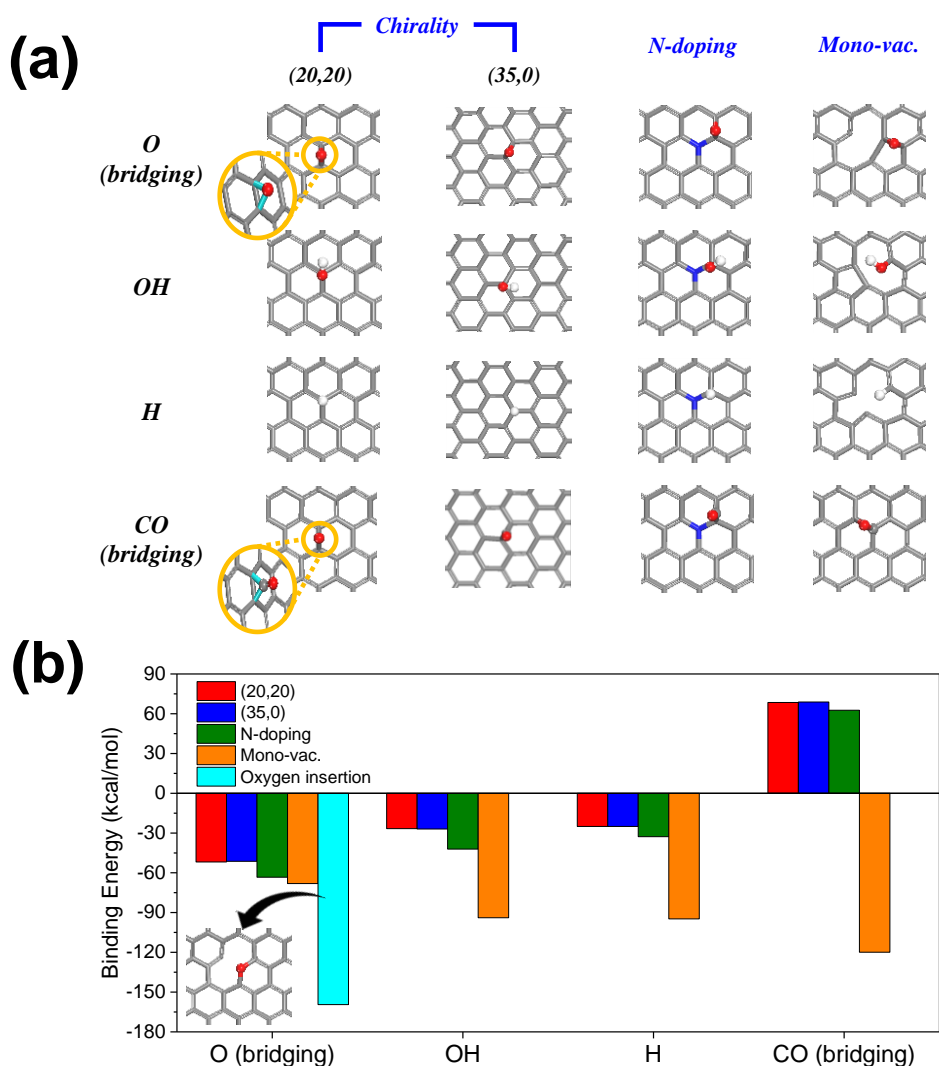 (a)
Chirality
N-doping
Mono-vac.
(20,20)
(35,0)
O
(bridging)
OH
H
CO
(bridging)
(b)
90
60
30
0
-30
-60
-90
-120
-150
-180
Binding Energy (kcal/mol)
(20,20)
(35,0)
N-doping
Mono-vac.
Oxygen insertion
O (bridging)
OH
H
CO (bridging)